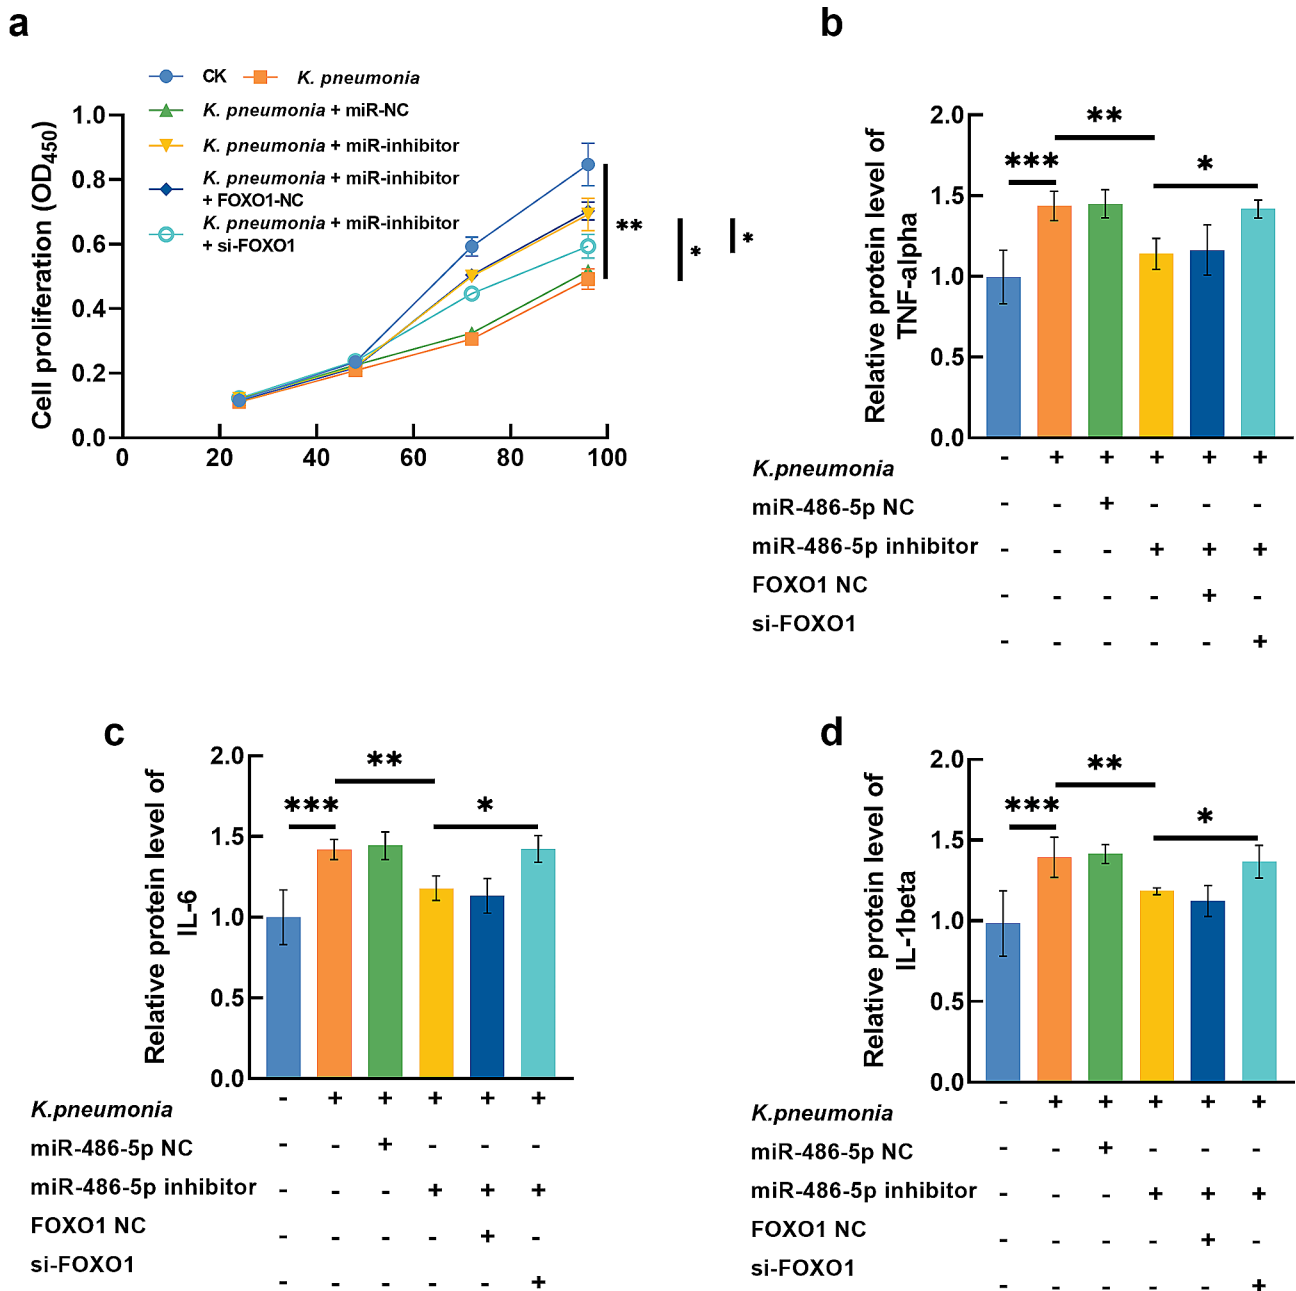 a
CK K. pneumonia
K. pneumonia + miR-NC
K. pneumonia + miR-inhibitor
K. pneumonia + miR-inhibitor
+ FOXO1-NC
K. pneumonia + miR-inhibitor
+ si-FOXO1
Cell proliferation (OD450)
1.0
0.8
0.6
0.4
0.2
0.0
0 20 40 60 80 100
** * *
b
Relative protein level of
TNF-alpha
2.0
1.5
1.0
0.5
0.0
*** ** *
K.pneumonia - + + + + +
miR-486-5p NC - - + - - -
miR-486-5p inhibitor - - - + + +
FOXO1 NC - - - - + -
si-FOXO1 - - - - - +
c
Relative protein level of
IL-6
2.0
1.5
1.0
0.5
0.0
*** ** *
K.pneumonia - + + + + +
miR-486-5p NC - - + - - -
miR-486-5p inhibitor - - - + + +
FOXO1 NC - - - - + -
si-FOXO1 - - - - - +
d
Relative protein level of
IL-1beta
2.0
1.5
1.0
0.5
0.0
*** ** *
K.pneumonia - + + + + +
miR-486-5p NC - - + - - -
miR-486-5p inhibitor - - - + + +
FOXO1 NC - - - - + -
si-FOXO1 - - - - - +